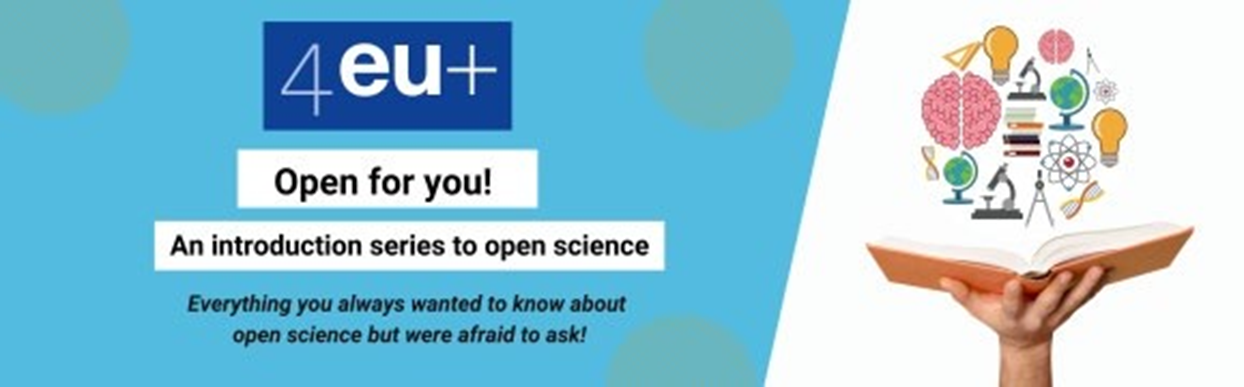 4eu+
Open for you!
An introduction series to open science
Everything you always wanted to know about
open science but were afraid to ask!